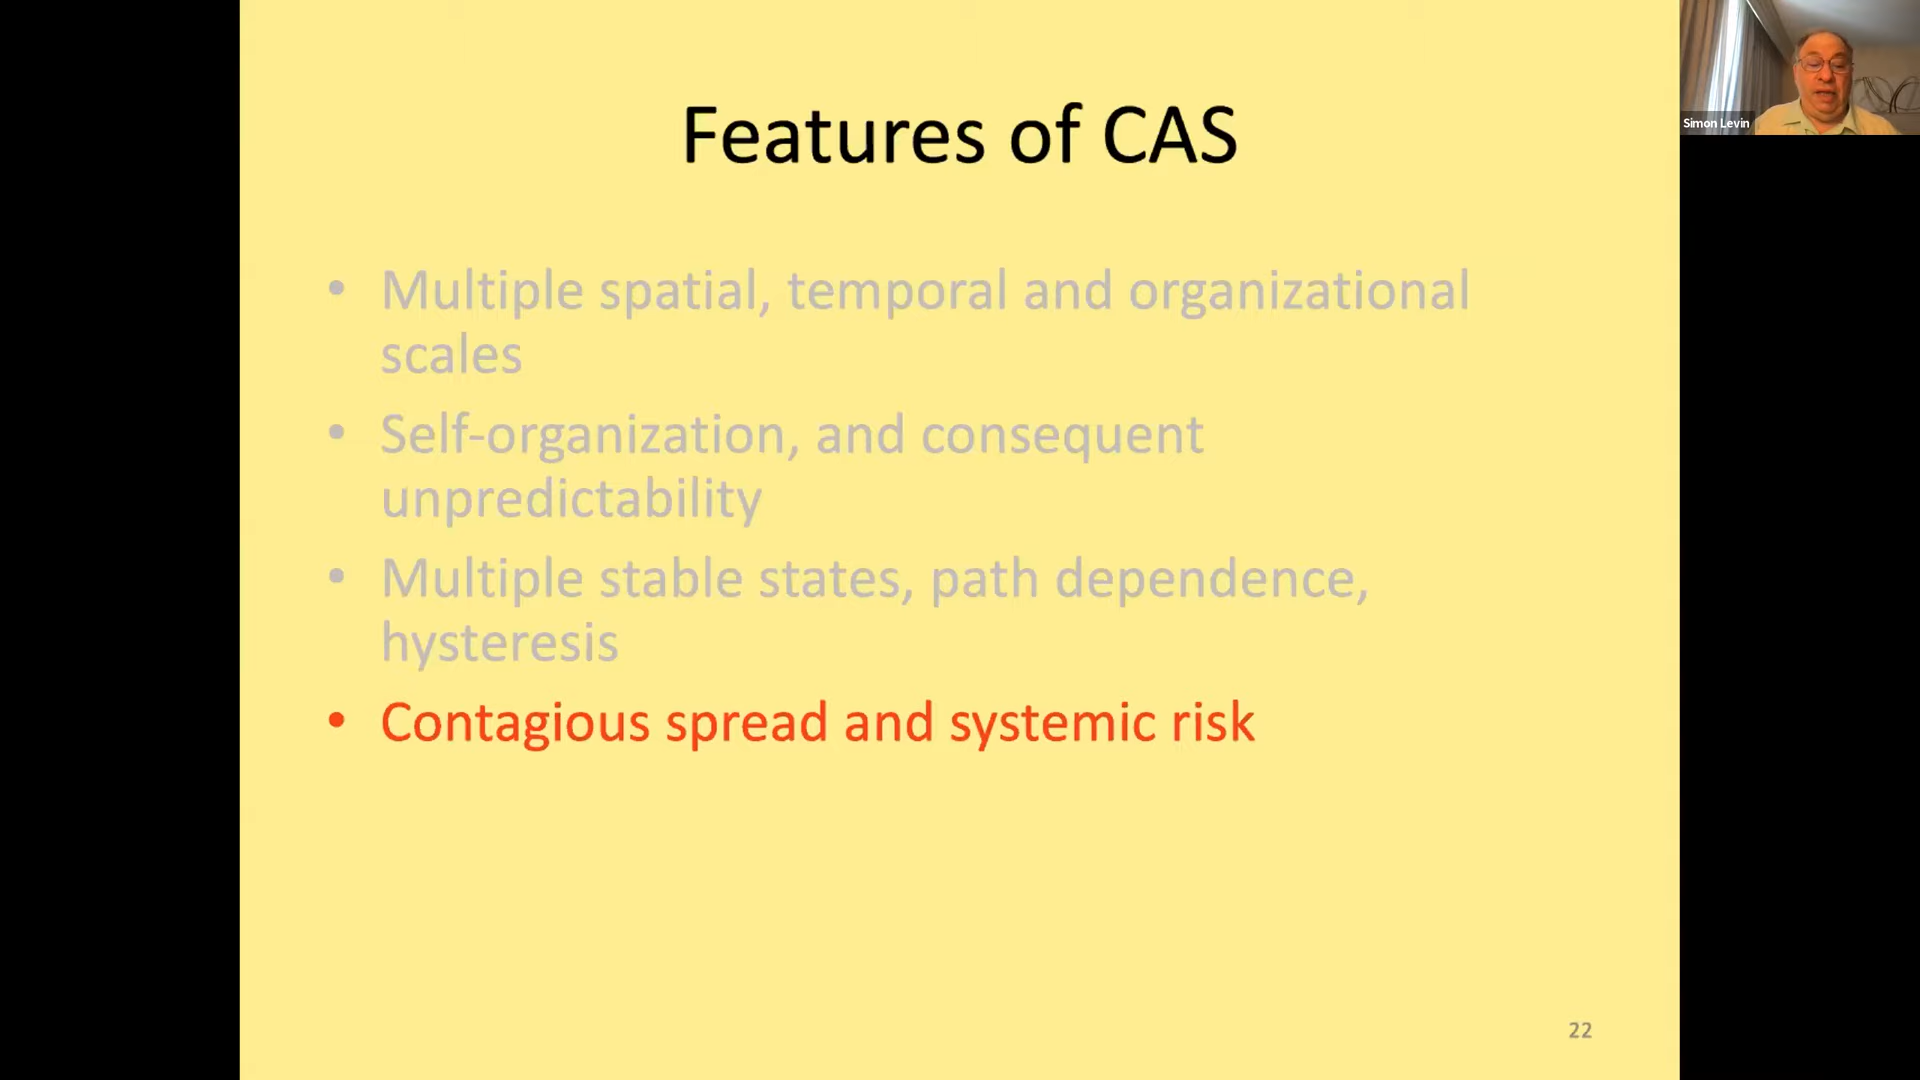 Features of CAS
• Multiple spatial, temporal and organizational
scales
• Self-organization, and consequent
unpredictability
• Multiple stable states, path dependence,
hysteresis
• Contagious spread and systemic risk
22
Simon Levin